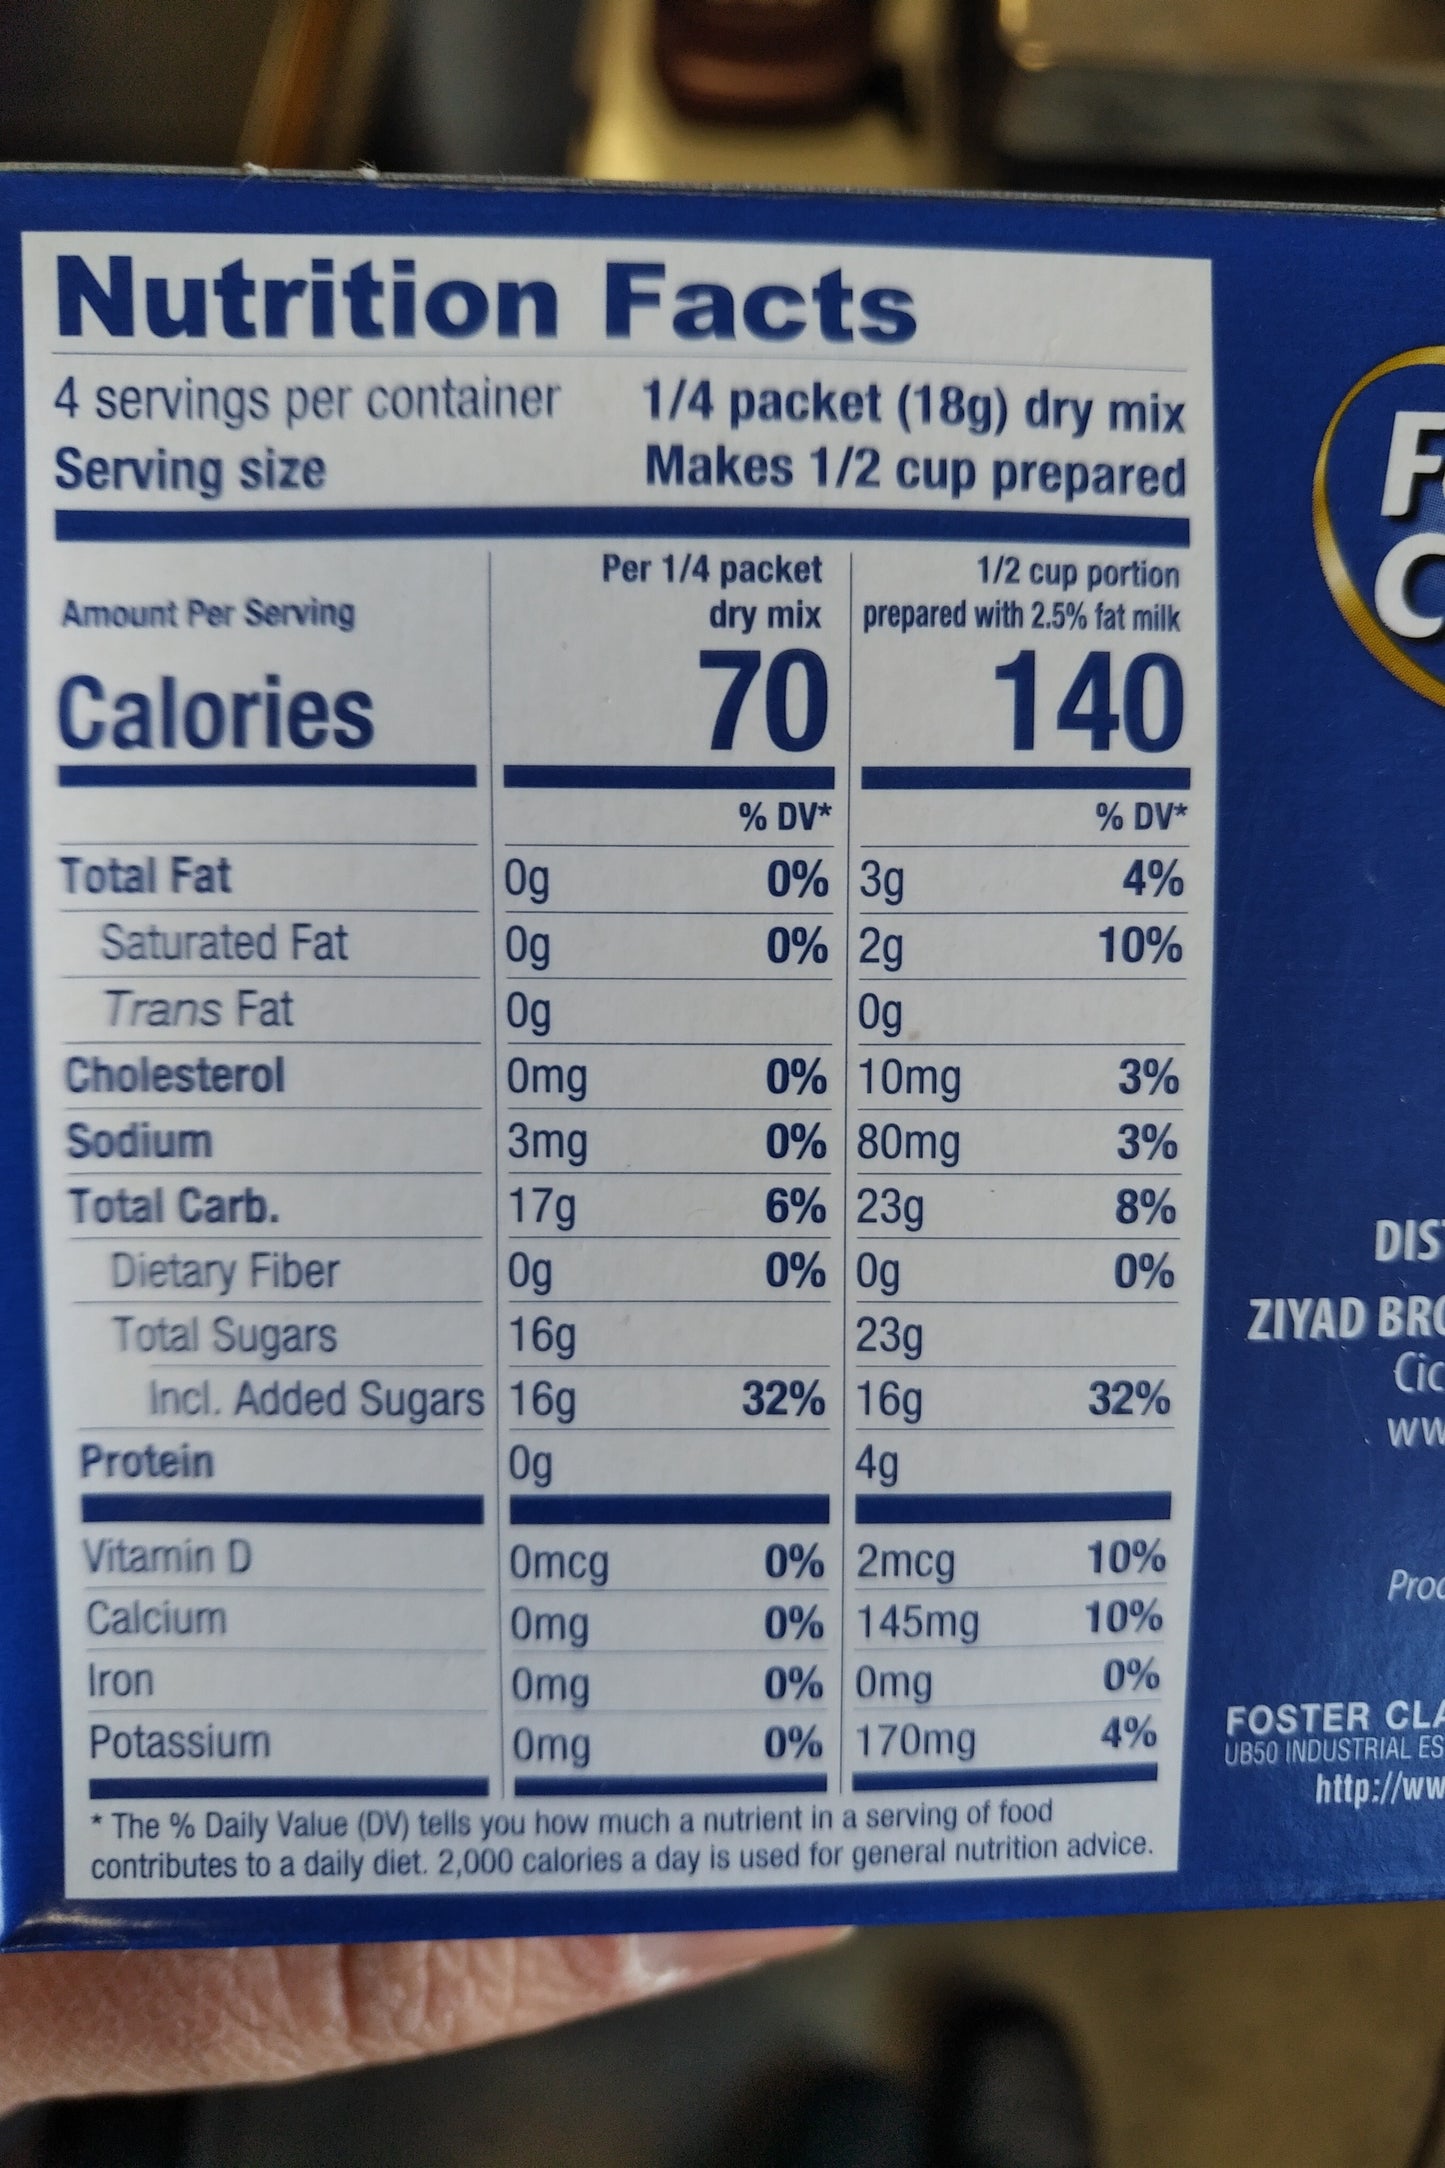 Nutrition Facts
4 servings per container 1/4 packet (18g) dry mix
Serving size Makes 1/2 cup prepared
Per 1/4 packet 1/2 cup portion
Amount Per Serving dry mix prepared with 2.5% fat milk
Calories 70 140
% DV* % DV*
Total Fat 0g 0% 3g 4%
Saturated Fat 0g 0% 2g 10%
Trans Fat 0g 0g
Cholesterol 0mg 0% 10mg 3%
Sodium 3mg 0% 80mg 3%
Total Carb. 17g 6% 23g 8%
Dietary Fiber 0g 0% 0g 0%
Total Sugars 16g 23g
Incl. Added Sugars 16g 32% 16g 32%
Protein 0g 4g
Vitamin D 0mcg 0% 2mcg 10%
Calcium 0mg 0% 145mg 10%
Iron 0mg 0% 0mg 0%
Potassium 0mg 0% 170mg 4%
* The % Daily Value (DV) tells you how much a nutrient in a serving of food
contributes to a daily diet. 2,000 calories a day is used for general nutrition advice.
ZIYAD
FOSTER
UB50 INDUSTRIAL